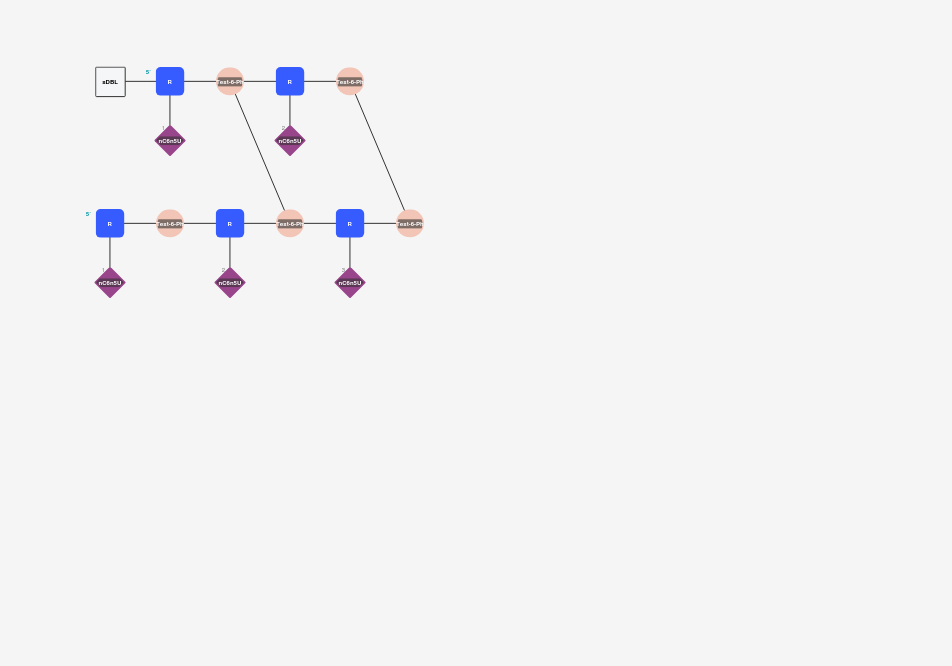 5'
sDBL R Test-6-Ph R Test-6-Ph
1 2
nC6n5U nC6n5U
5'
R Test-6-Ph R Test-6-Ph R Test-6-Ph
1 2 3
nC6n5U nC6n5U nC6n5U